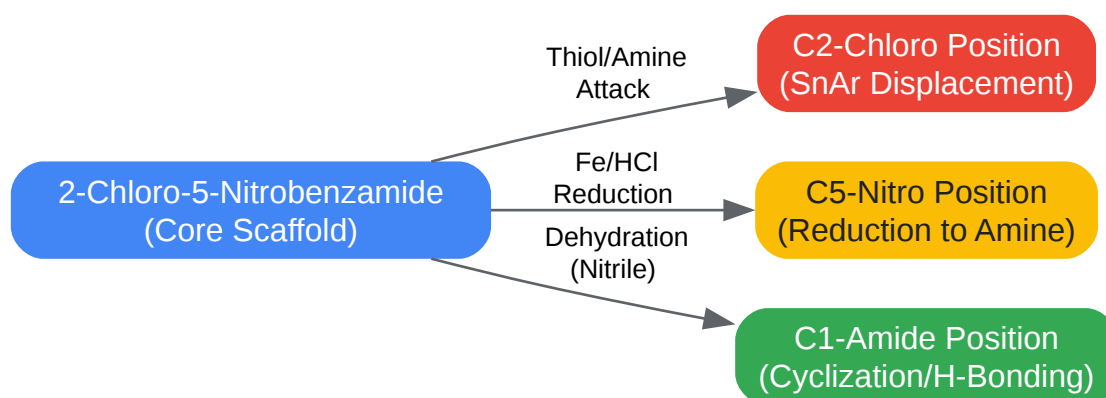 2-Chloro-5-Nitrobenzamide
(Core Scaffold)
Thiol/Amine
Attack
C2-Chloro Position
(SnAr Displacement)
Fe/HCl
Reduction
C5-Nitro Position
(Reduction to Amine)
Dehydration
(Nitrile)
C1-Amide Position
(Cyclization/H-Bonding)